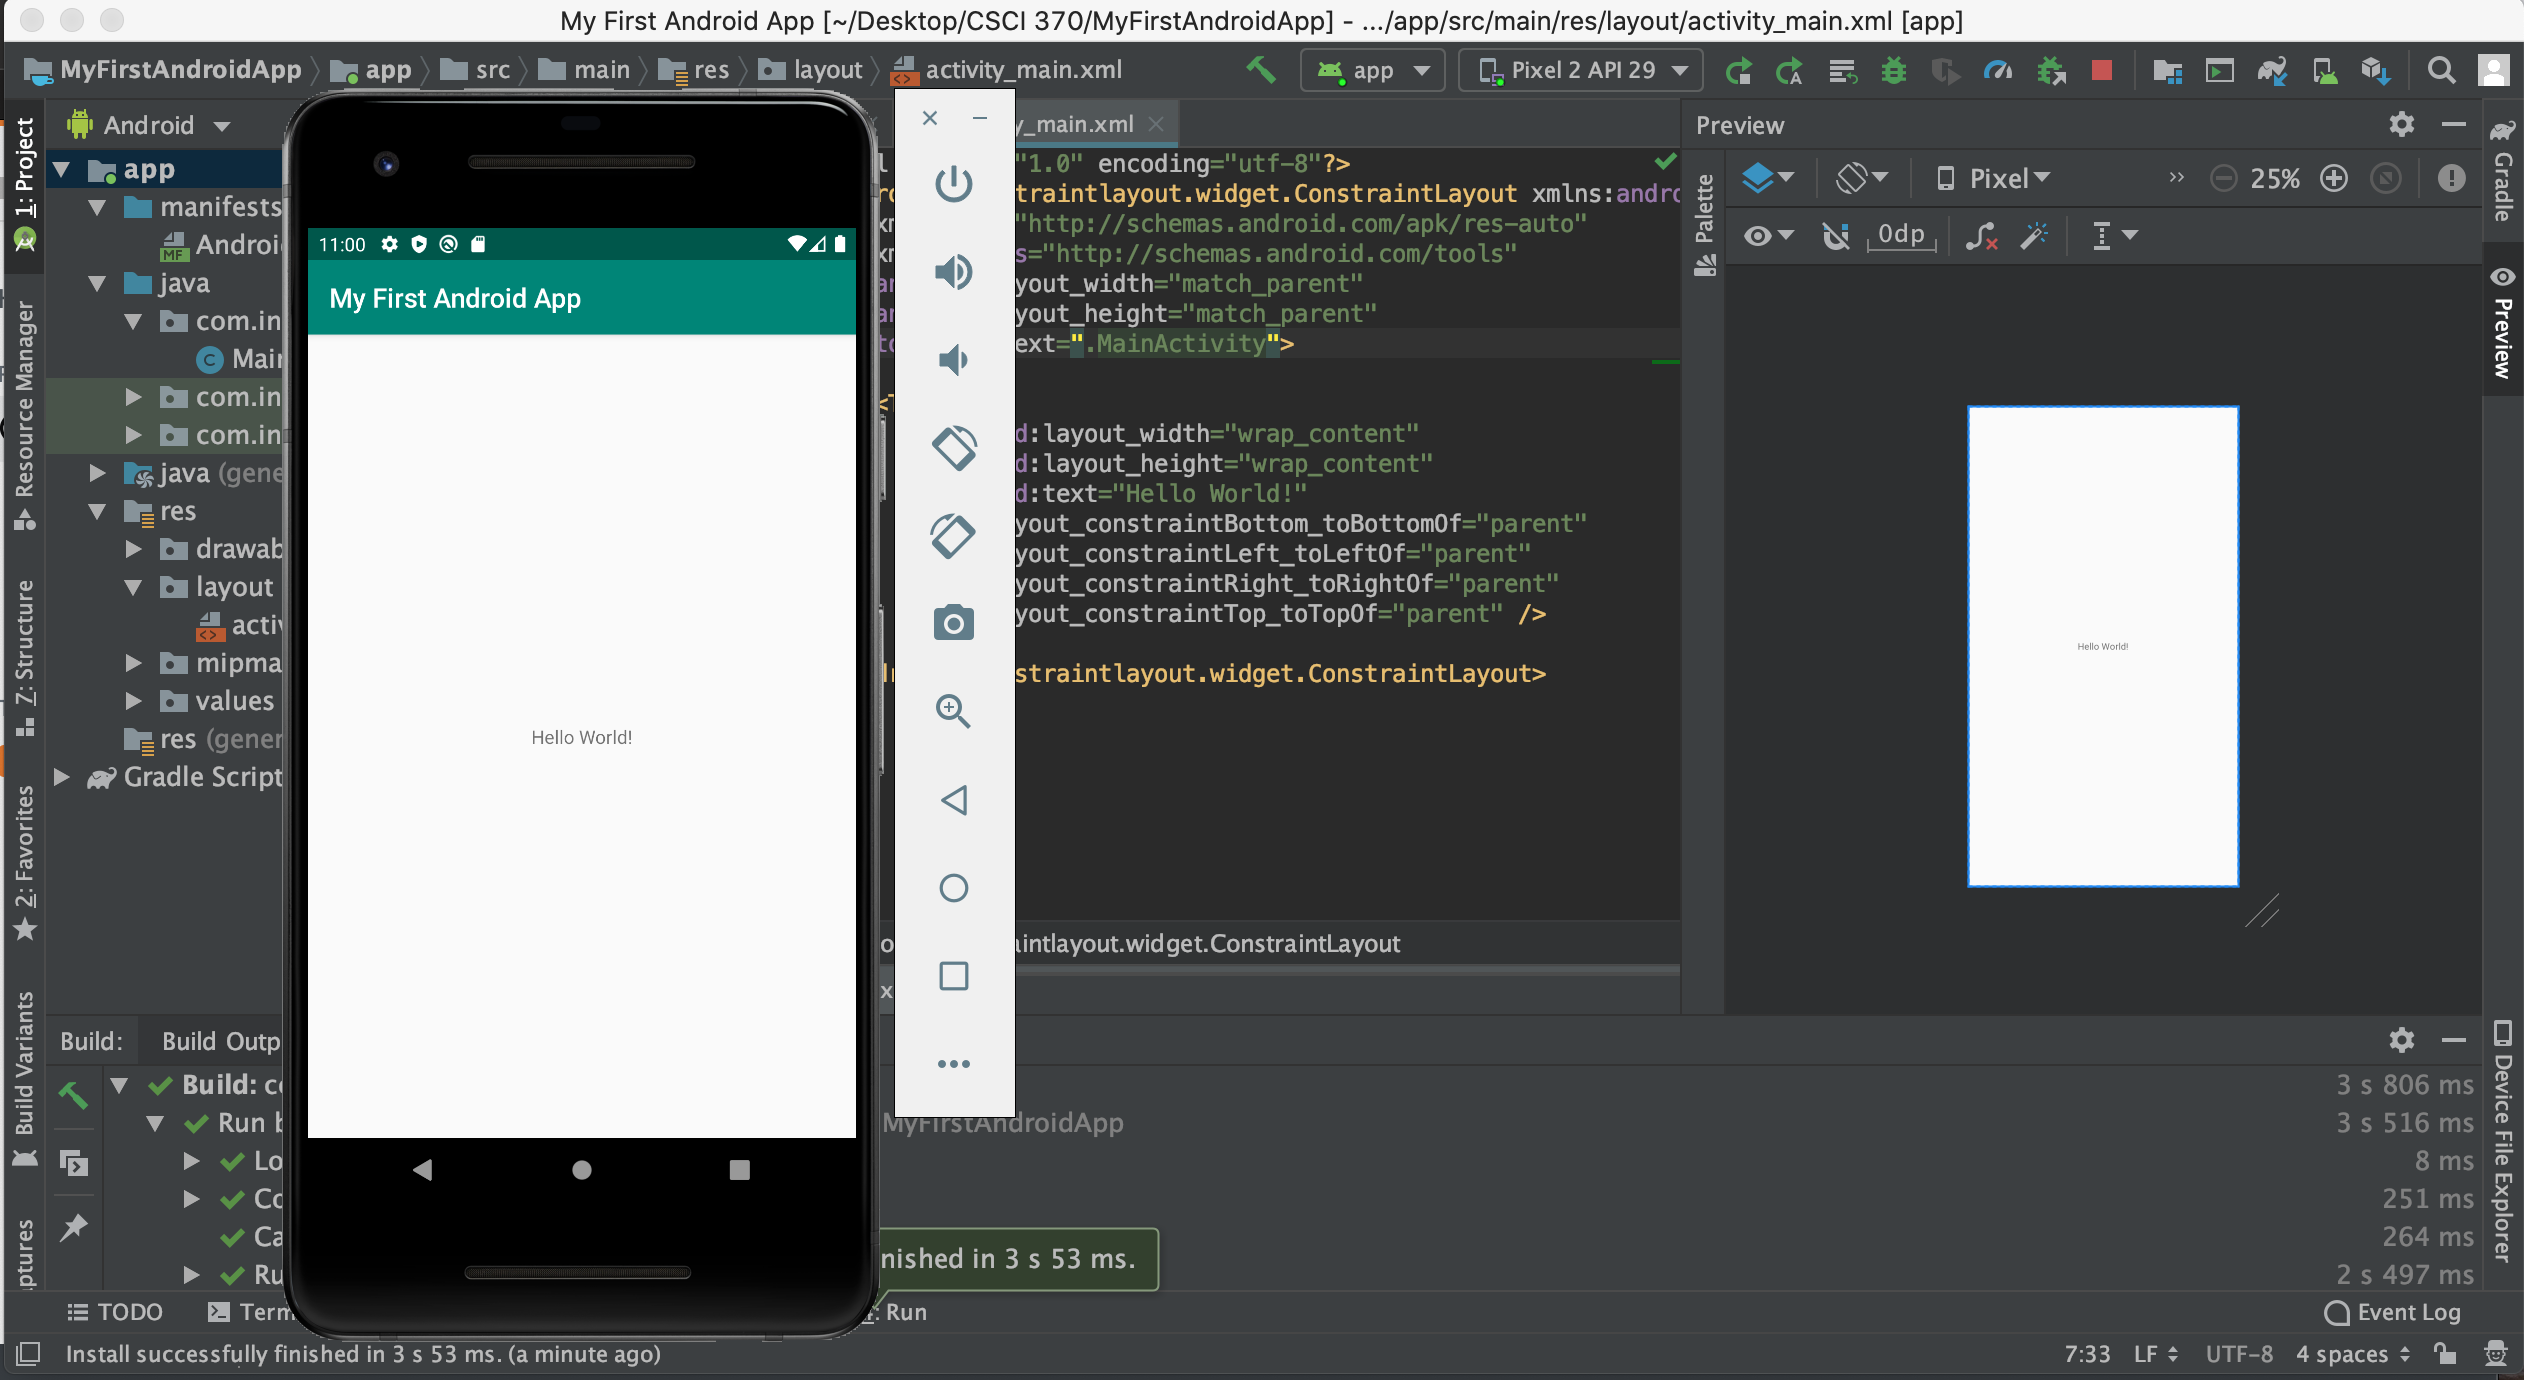 My First Android App [~/Desktop/CSCI 370/MyFirstAndroidApp] - .../app/src/main/res/layout/activity_main.xml [app]
MyFirstAndroidApp app src main res layout activity_main.xml app Pixel 2 API 29
1: Project
Resource Manager
Z: Structure
2: Favorites
Build Variants
ptures
Android
app
manifests
Androi
java
com.in
Main
com.in
com.in
java (gene
res
drawab
layout
activ
mipma
values
res (gener
Gradle Script
11:00
My First Android App
Hello World!
y_main.xml
"1.0" encoding="utf-8"?>
straintlayout.widget.ConstraintLayout xmlns:andro
"http://schemas.android.com/apk/res-auto"
s="http://schemas.android.com/tools"
yout_width="match_parent"
yout_height="match_parent"
ext=".MainActivity">
d:layout_width="wrap_content"
d:layout_height="wrap_content"
d:text="Hello World!"
yout_constraintBottom_toBottomOf="parent"
yout_constraintLeft_toLeftOf="parent"
yout_constraintRight_toRightOf="parent"
yout_constraintTop_toTopOf="parent" />
straintlayout.widget.ConstraintLayout>
aintlayout.widget.ConstraintLayout
Preview
Palette
Pixel
25%
0dp
Hello World!
Gradle
Preview
Device File Explorer
Build: Build Outp
Build: co 3 s 806 ms
Run b MyFirstAndroidApp 3 s 516 ms
Lo 8 ms
Co 251 ms
Ca 264 ms
Ru 2 s 497 ms
nished in 3 s 53 ms.
TODO Term : Run Event Log
Install successfully finished in 3 s 53 ms. (a minute ago) 7:33 LF UTF-8 4 spaces